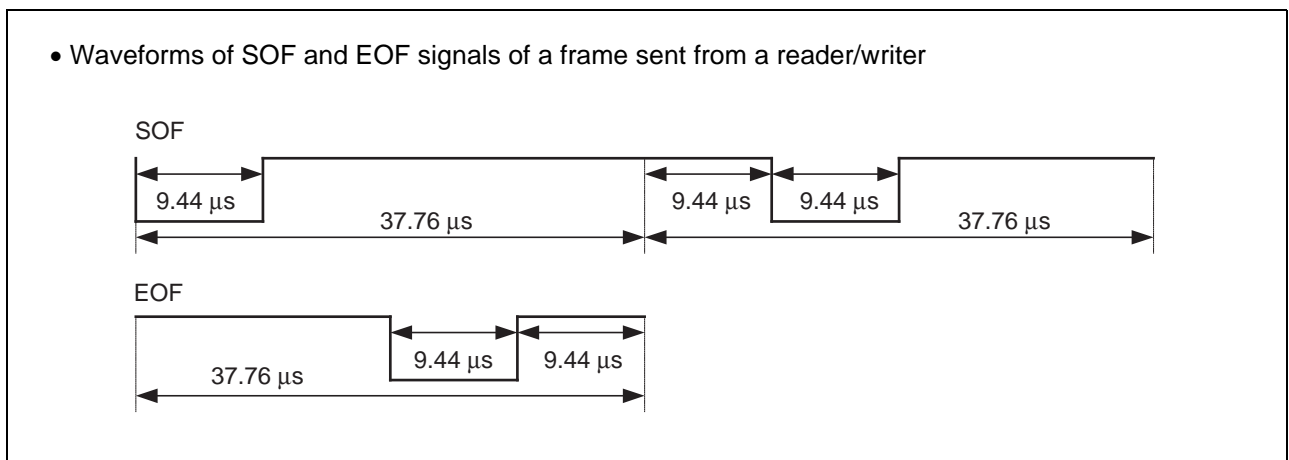 • Waveforms of SOF and EOF signals of a frame sent from a reader/writer
SOF
9.44 μs
9.44 μs
9.44 μs
37.76 μs
37.76 μs
EOF
9.44 μs
9.44 μs
37.76 μs